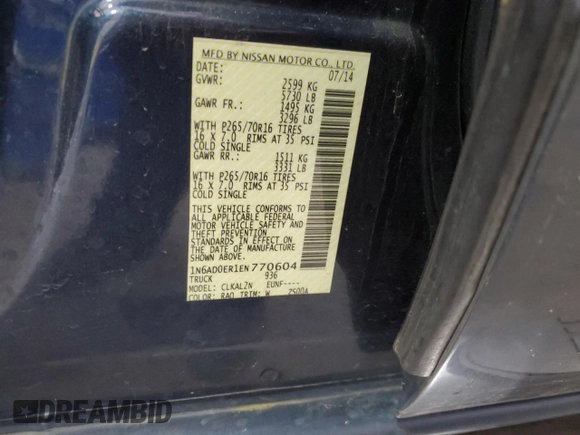 MFD BY NISSAN MOTOR CO., LTD.
DATE: 07/14
GVWR: 2599 KG
5730 LB
GAWR FR.: 1495 KG
3296 LB
WITH P265/70R16 TIRES
16 X 7.0 RIMS AT 35 PSI
COLD SINGLE
GAWR RR.: 1511 KG
3331 LB
WITH P265/70R16 TIRES
16 X 7.0 RIMS AT 35 PSI
COLD SINGLE
THIS VEHICLE CONFORMS TO
ALL APPLICABLE FEDERAL
MOTOR VEHICLE SAFETY AND
THEFT PREVENTION
STANDARDS IN EFFECT ON THE
DATE OF MANUFACTURE
SHOWN ABOVE.
1N6AD0ER1EN770604
TRUCK 936
MODEL: CLKAL2N EUNF----
COLOR: RAQ TRIM: W 7500A
DREAMBID